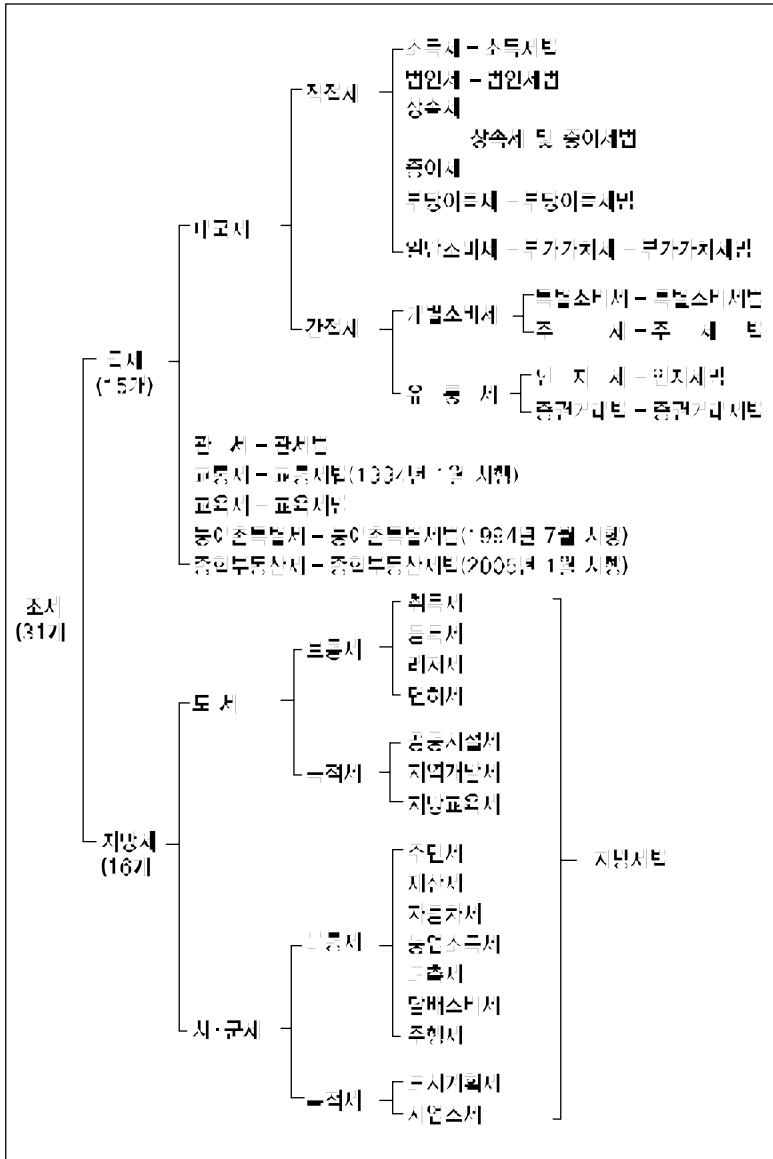 소득세 – 소득세법
직접세
법인세 – 법인세법
상속세
상속세 및 증여세법
증여세
부당이득세 – 부당이득세법
내국세
일반소비세 – 부가가치세 – 부가가치세법
간접세
개별소비세
특별소비세 – 특별소비세법
주 세 – 주 세 법
국세
(15개)
유 통 세
인 지 세 – 인지세법
증권거래법 – 증권거래세법
관 세 – 관세법
교통세 – 교통세법(1994년 1월 시행)
교육세 – 교육세법
농어촌특별세 – 농어촌특별세법(1994년 7월 시행)
종합부동산세 – 종합부동산세법(2005년 1월 시행)
조세
(31개
취득세
보통세
등록세
레저세
면허세
도 세
공동시설세
목적세
지역개발세
지방교육세
지방세
(16개
주민세
지방세법
재산세
자동차세
보통세
농업소득세
도축세
담배소비세
시·군세
주행세
목적세
도시계획세
사업소세